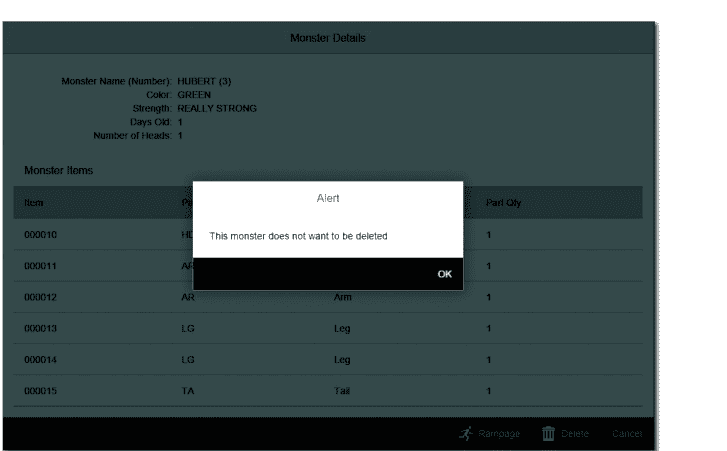 Monster Details
Monster Name (Number): HUBERT (3)
Color: GREEN
Strength: REALLY STRONG
Days Old: 1
Number of Heads: 1
Monster Items
Item Part Qty
Alert
This monster does not want to be deleted
OK
000010 1
000011 1
000012 AR Arm 1
000013 LG Leg 1
000014 LG Leg 1
000015 TA Tail 1
Rampage Delete Cancel